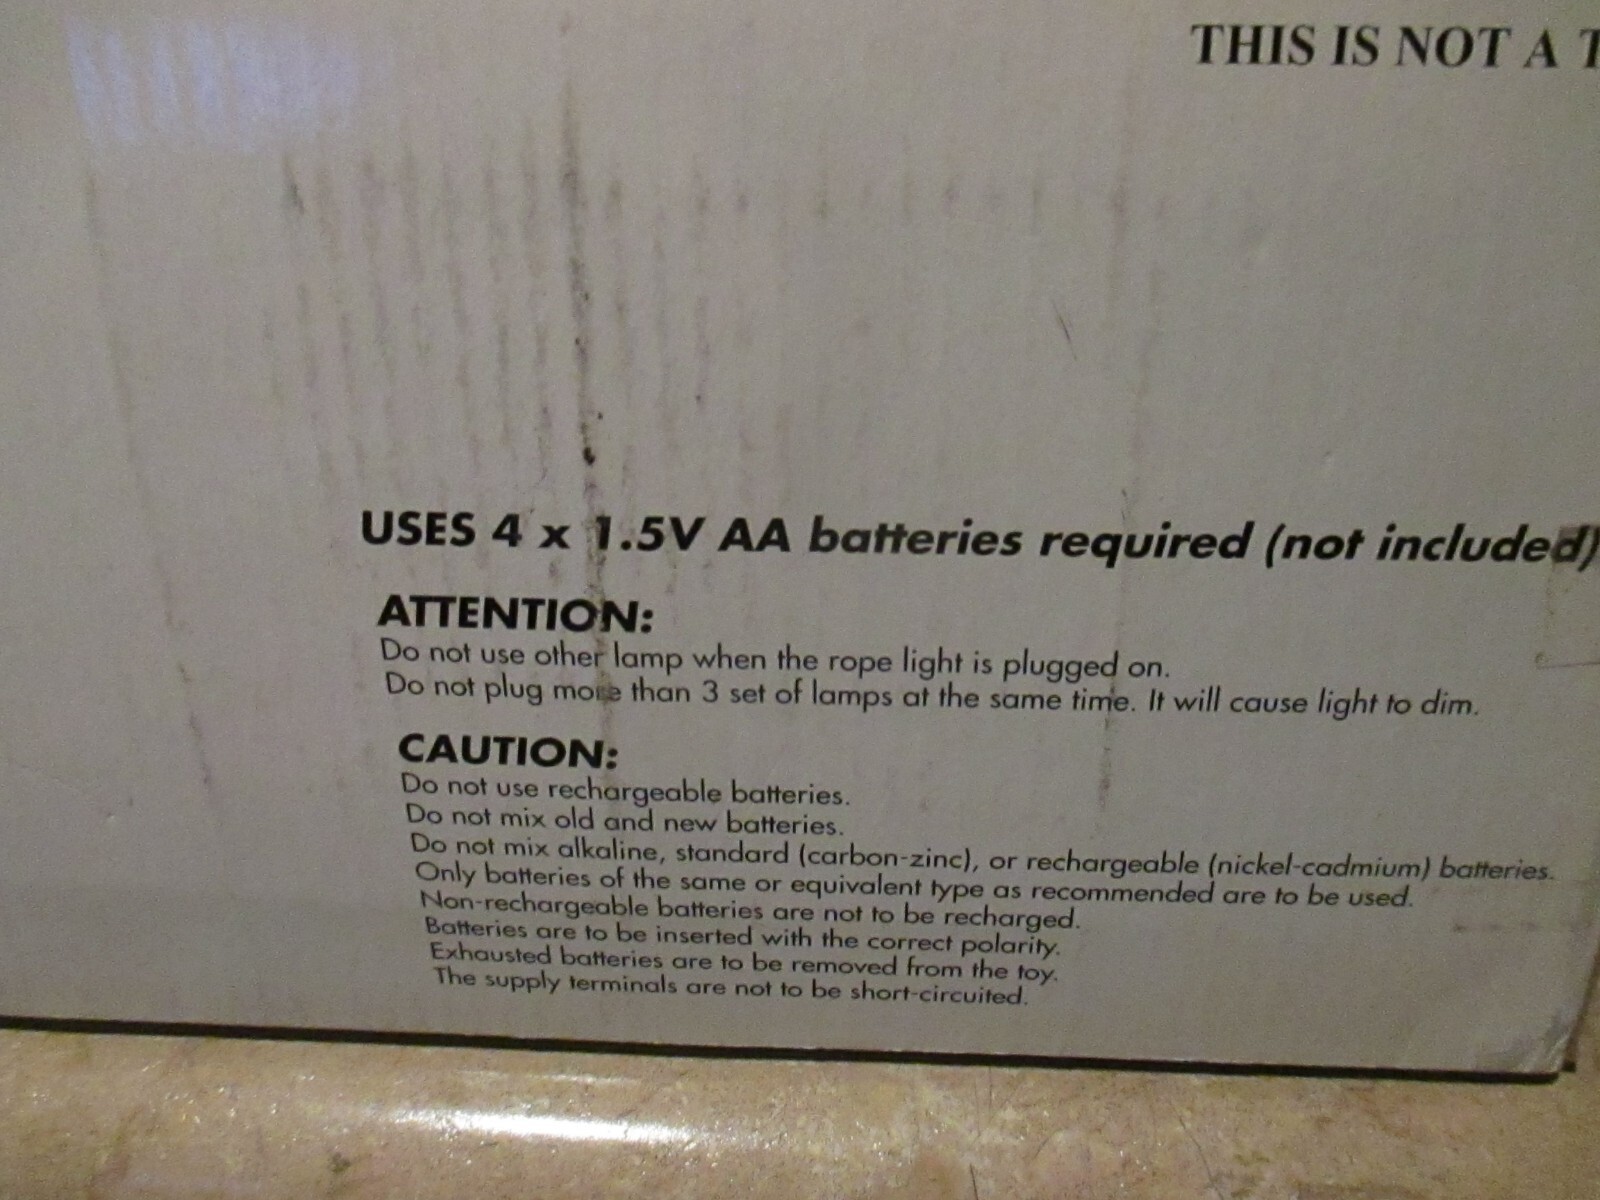 THIS IS NOT A
USES 4 x 1.5V AA batteries required (not included)
ATTENTION:
Do not use other lamp when the rope light is plugged on.
Do not plug more than 3 set of lamps at the same time. It will cause light to dim.
CAUTION:
Do not use rechargeable batteries.
Do not mix old and new batteries.
Do not mix alkaline, standard (carbon-zinc), or rechargeable (nickel-cadmium) batteries.
Only batteries of the same or equivalent type as recommended are to be used.
Non-rechargeable batteries are not to be recharged.
Batteries are to be inserted with the correct polarity.
Exhausted batteries are to be removed from the toy.
The supply terminals are not to be short-circuited.